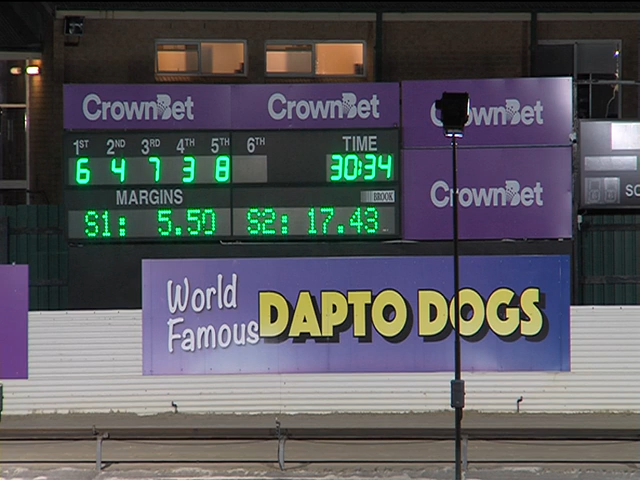 CrownBet CrownBet CrownBet
1ST 2ND 3RD 4TH 5TH 6TH TIME
6 4 7 3 8 30:34
MARGINS BROOK
S1: 5.50 S2: 17.43
CrownBet
World
Famous
DAPTO DOGS